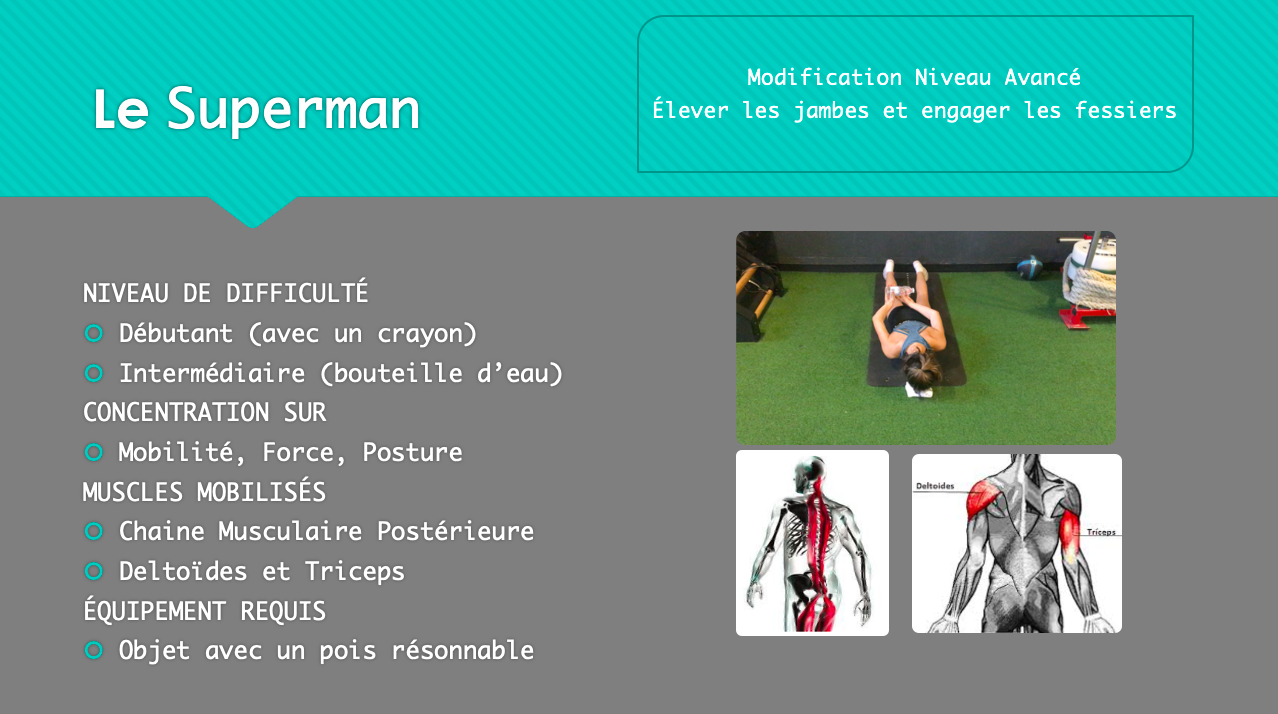 Le Superman
Modification Niveau Avancé
Élever les jambes et engager les fessiers
NIVEAU DE DIFFICULTÉ
Débutant (avec un crayon)
Intermédiaire (bouteille d’eau)
CONCENTRATION SUR
Mobilité, Force, Posture
MUSCLES MOBILISÉS
Chaine Musculaire Postérieure
Deltoïdes et Triceps
ÉQUIPEMENT REQUIS
Objet avec un pois résonnable
Deltoides
Triceps